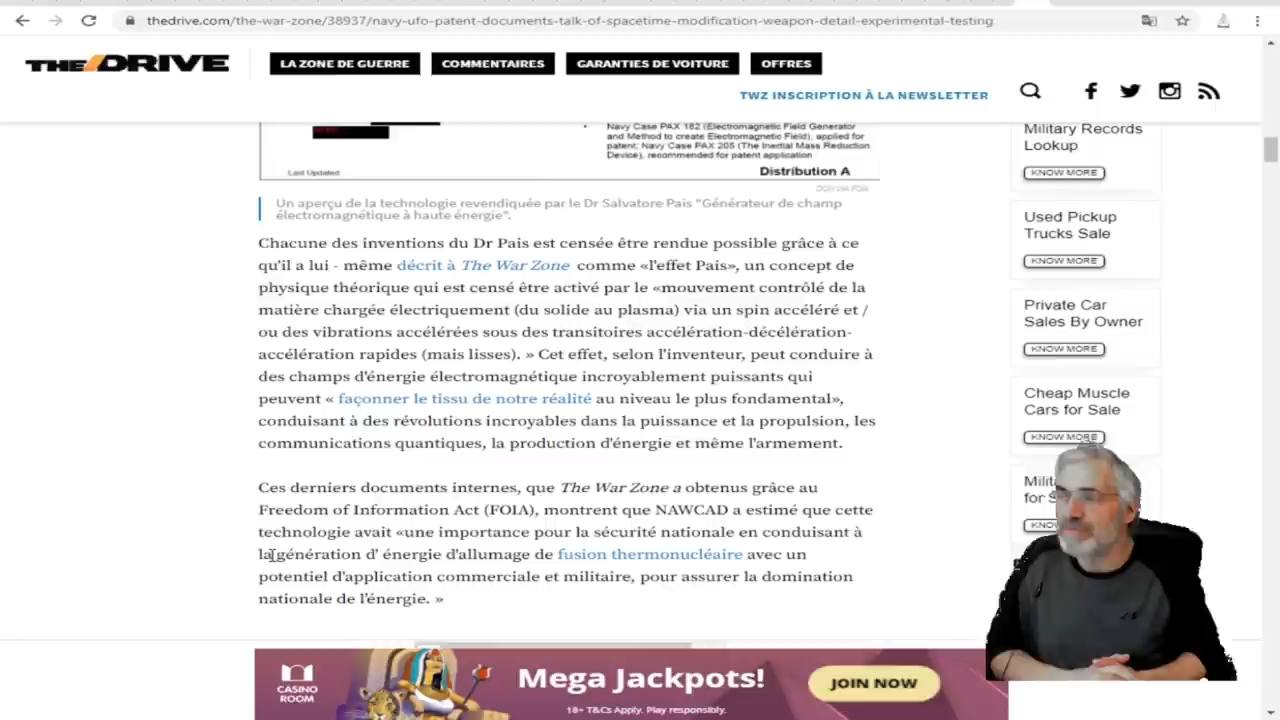 thedrive.com/the-war-zone/38937/navy-ufo-patent-documents-talk-of-spacetime-modification-weapon-detail-experimental-testing
THE/DRIVE
LA ZONE DE GUERRE
COMMENTAIRES
GARANTIES DE VOITURE
OFFRES
TWZ INSCRIPTION À LA NEWSLETTER
• Navy Case PAX 182 (Electromagnetic Field Generator
and Method to create Electromagnetic Field), applied for
patent; Navy Case PAX 205 (The Inertial Mass Reduction
Device), recommended for patent application
Last Updated:
Distribution A
Un aperçu de la technologie revendiquée par le Dr Salvatore Pais "Générateur de champ
électromagnétique à haute énergie".
Chacune des inventions du Dr Pais est censée être rendue possible grâce à ce
qu'il a lui - même décrit à The War Zone comme «l'effet Pais», un concept de
physique théorique qui est censé être activé par le «mouvement contrôlé de la
matière chargée électriquement (du solide au plasma) via un spin accéléré et /
ou des vibrations accélérées sous des transitoires accélération-décélération-
accélération rapides (mais lisses). » Cet effet, selon l'inventeur, peut conduire à
des champs d'énergie électromagnétique incroyablement puissants qui
peuvent « façonner le tissu de notre réalité au niveau le plus fondamental»,
conduisant à des révolutions incroyables dans la puissance et la propulsion, les
communications quantiques, la production d'énergie et même l'armement.
Ces derniers documents internes, que The War Zone a obtenus grâce au
Freedom of Information Act (FOIA), montrent que NAWCAD a estimé que cette
technologie avait «une importance pour la sécurité nationale en conduisant à
la génération d' énergie d'allumage de fusion thermonucléaire avec un
potentiel d'application commerciale et militaire, pour assurer la domination
nationale de l'énergie. »
Military Records
Lookup
KNOW MORE
Used Pickup
Trucks Sale
KNOW MORE
Private Car
Sales By Owner
KNOW MORE
Cheap Muscle
Cars for Sale
KNOW MORE
for
CASINO
ROOM
Mega Jackpots!
18+ T&Cs Apply. Play responsibly.
JOIN NOW